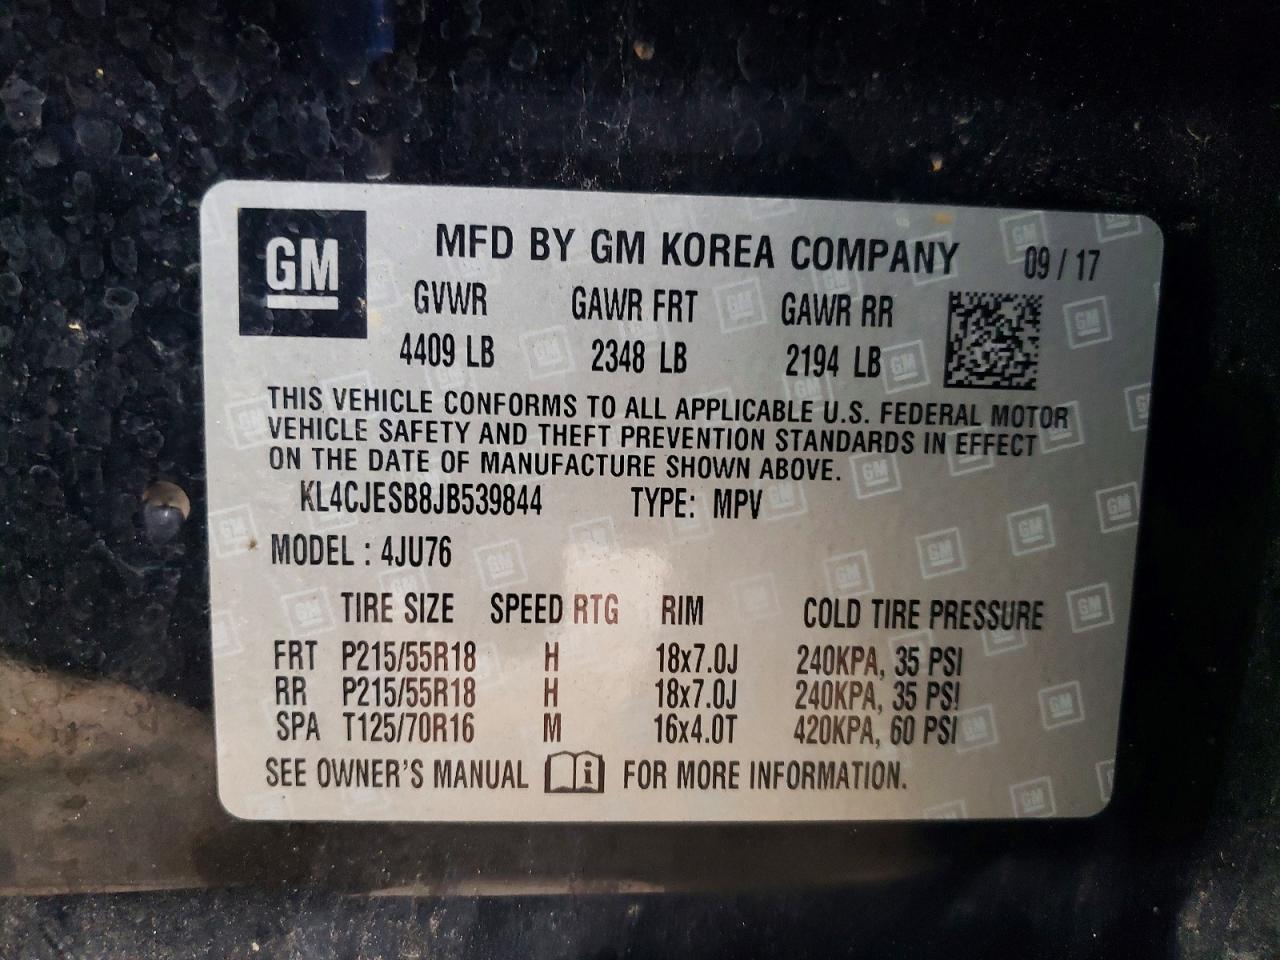 GM MFD BY GM KOREA COMPANY 09 / 17
GVWR GAWR FRT GAWR RR
4409 LB 2348 LB 2194 LB
THIS VEHICLE CONFORMS TO ALL APPLICABLE U.S. FEDERAL MOTOR
VEHICLE SAFETY AND THEFT PREVENTION STANDARDS IN EFFECT
ON THE DATE OF MANUFACTURE SHOWN ABOVE.
KL4CJESB8JB539844 TYPE: MPV
MODEL : 4JU76
TIRE SIZE SPEED RTG RIM COLD TIRE PRESSURE
FRT P215/55R18 H 18x7.0J 240KPA, 35 PSI
RR P215/55R18 H 18x7.0J 240KPA, 35 PSI
SPA T125/70R16 M 16x4.0T 420KPA, 60 PSI
SEE OWNER'S MANUAL i FOR MORE INFORMATION.